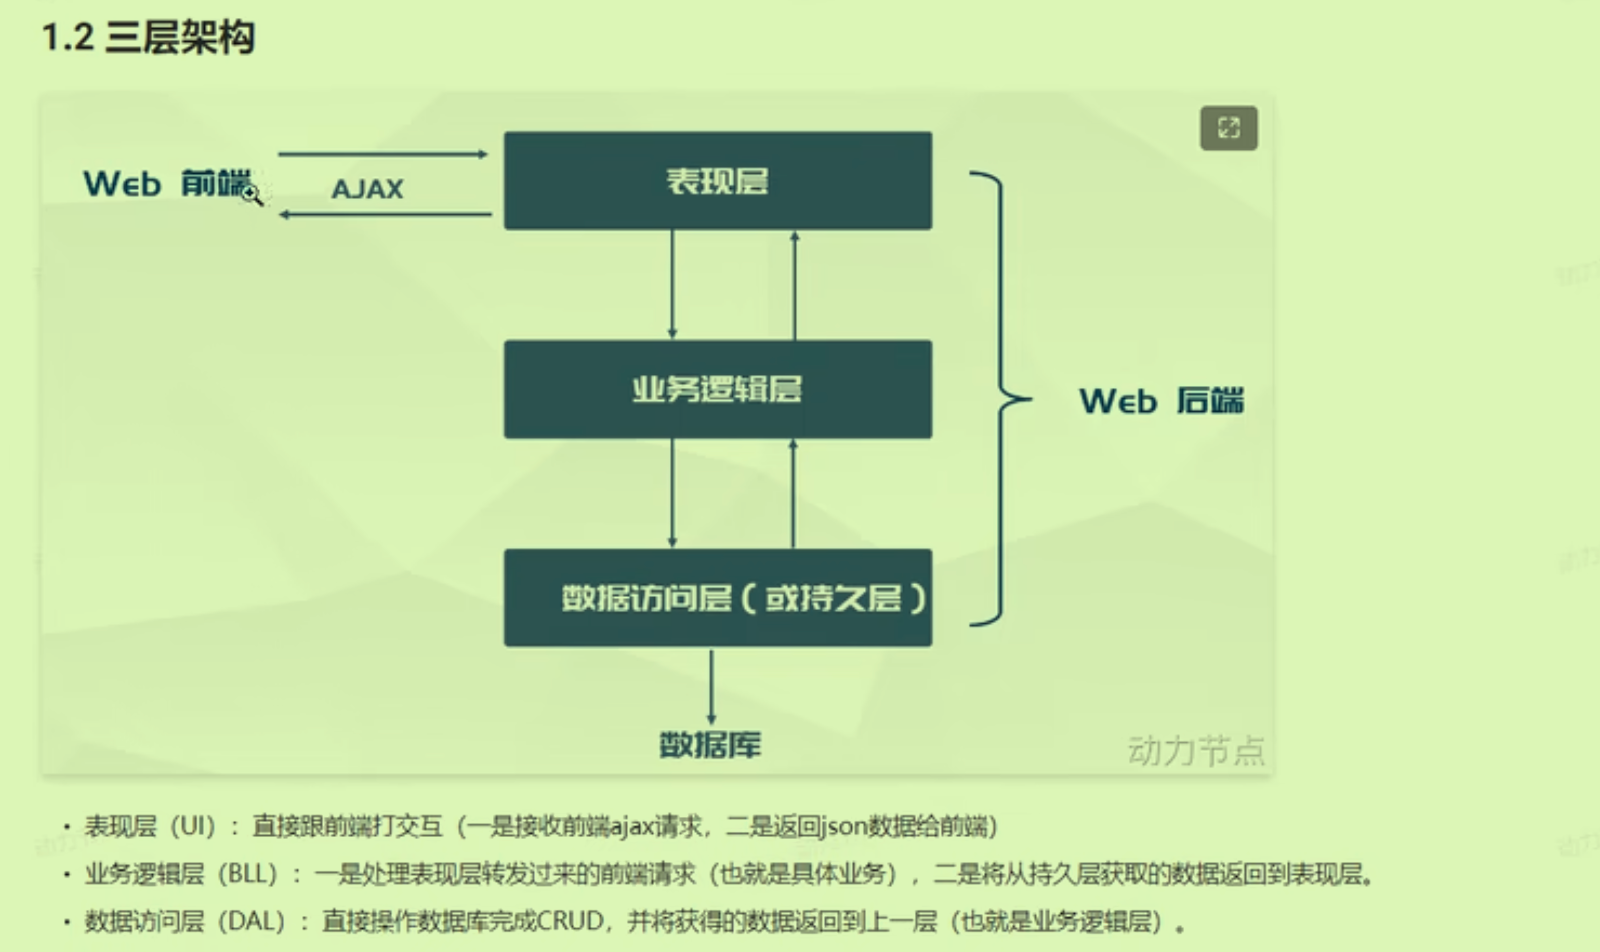 1.2 三层架构
Web 前端
AJAX
表现层
业务逻辑层
Web 后端
数据访问层（或持久层）
数据库
动力节点
• 表现层（UI）：直接跟前端打交互（一是接收前端ajax请求，二是返回json数据给前端）
• 业务逻辑层（BLL）：一是处理表现层转发过来的前端请求（也就是具体业务），二是将从持久层获取的数据返回到表现层。
• 数据访问层（DAL）：直接操作数据库完成CRUD，并将获得的数据返回到上一层（也就是业务逻辑层）。